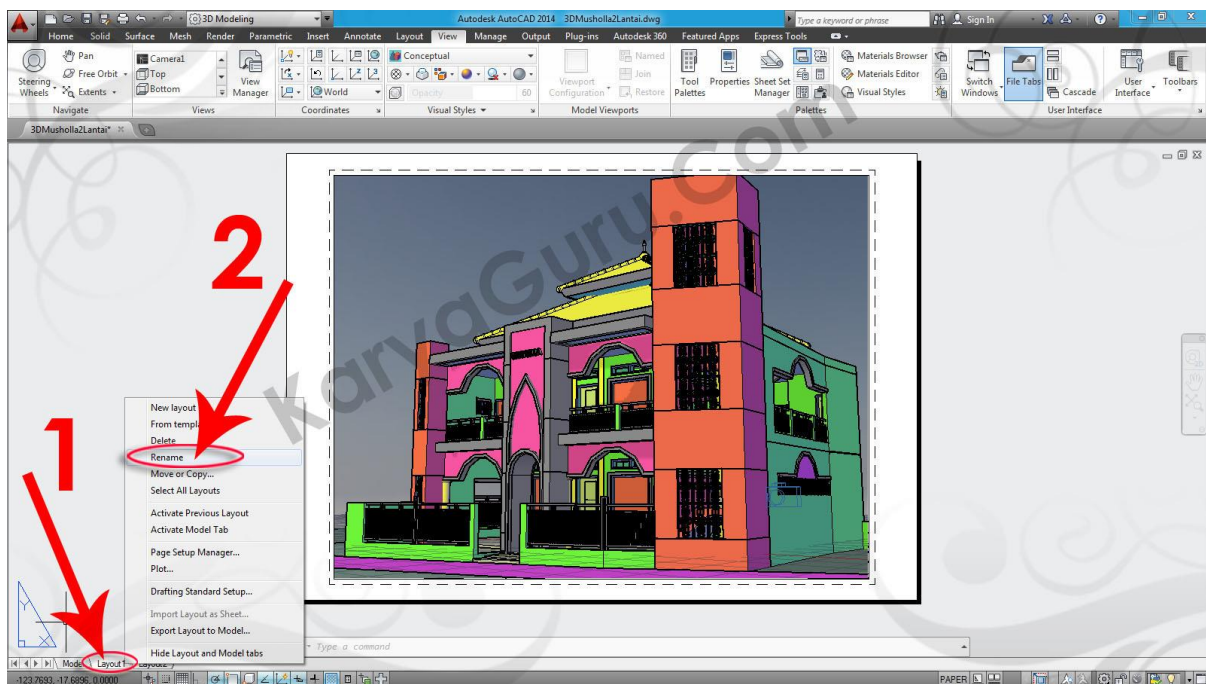 3D Modeling
Autodesk AutoCAD 2014 3DMusholla2Lantai.dwg
Type a keyword or phrase
Sign In
Home Solid Surface Mesh Render Parametric Insert Annotate Layout View Manage Output Plug-ins Autodesk 360 Featured Apps Express Tools
Pan
Free Orbit
Extents
Steering Wheels
Navigate
Camera1
Top
Bottom
View Manager
Views
World
Coordinates
Conceptual
Opacity 60
Visual Styles
Viewport Configuration
Named
Join
Restore
Model Viewports
Tool Palettes
Properties
Sheet Set Manager
Materials Browser
Materials Editor
Visual Styles
Palettes
Switch Windows
File Tabs
Cascade
User Interface
Toolbars
User Interface
3DMusholla2Lantai*
KaryaGuru.Com
2
1
New layout
From templa
Delete
Rename
Move or Copy...
Select All Layouts
Activate Previous Layout
Activate Model Tab
Page Setup Manager...
Plot...
Drafting Standard Setup...
Import Layout as Sheet...
Export Layout to Model...
Hide Layout and Model tabs
Y
X
Type a command
Model Layout1 Layout2
-123.7693, -17.6896, 0.0000
PAPER